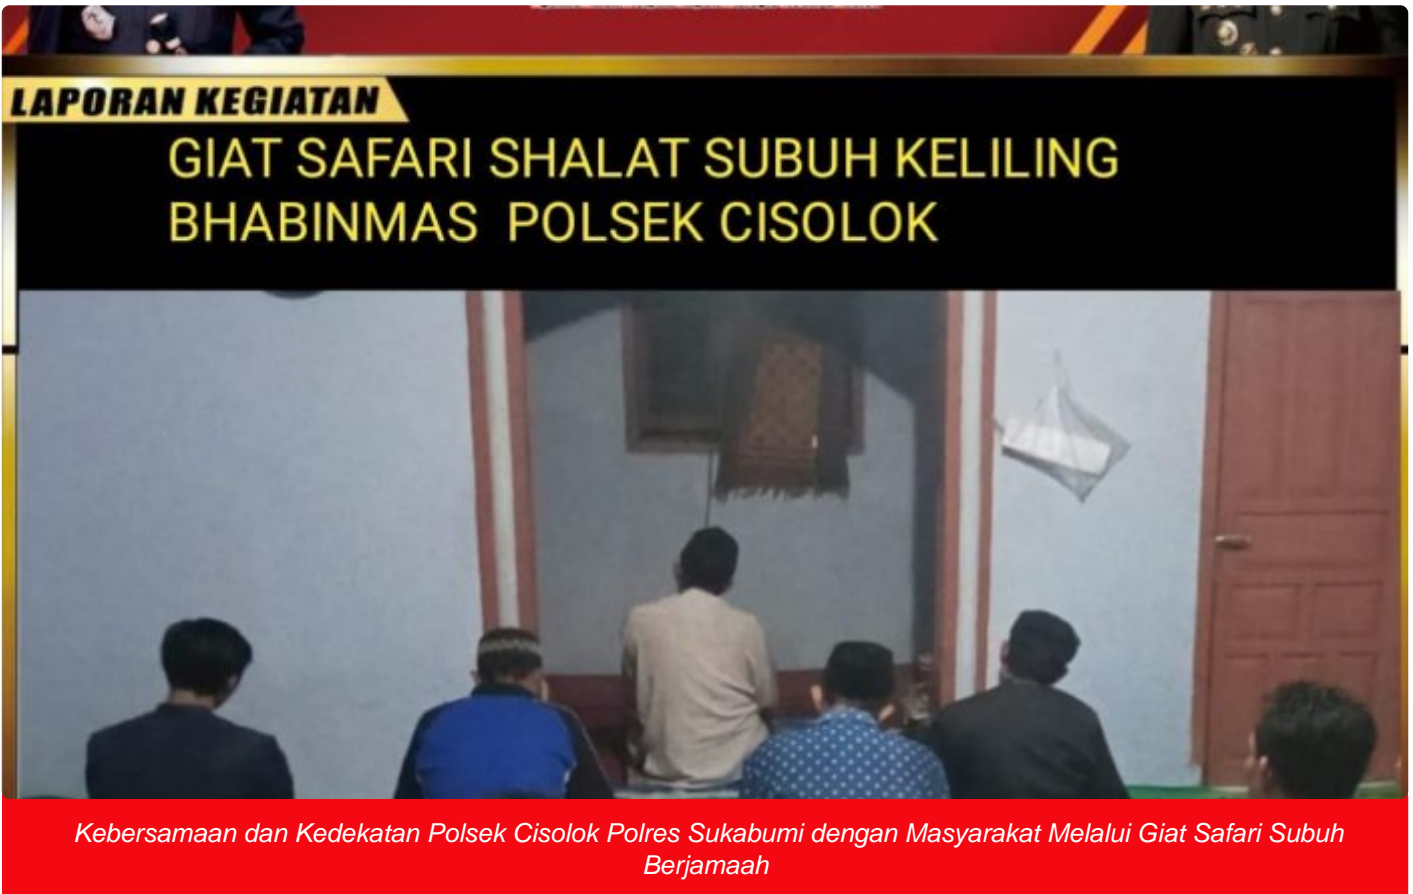 LAPORAN KEGIATAN
GIAT SAFARI SHALAT SUBUH KELILING
BHABINMAS POLSEK CISOLOK
Kebersamaan dan Kedekatan Polsek Cisolok Polres Sukabumi dengan Masyarakat Melalui Giat Safari Subuh
Berjamaah